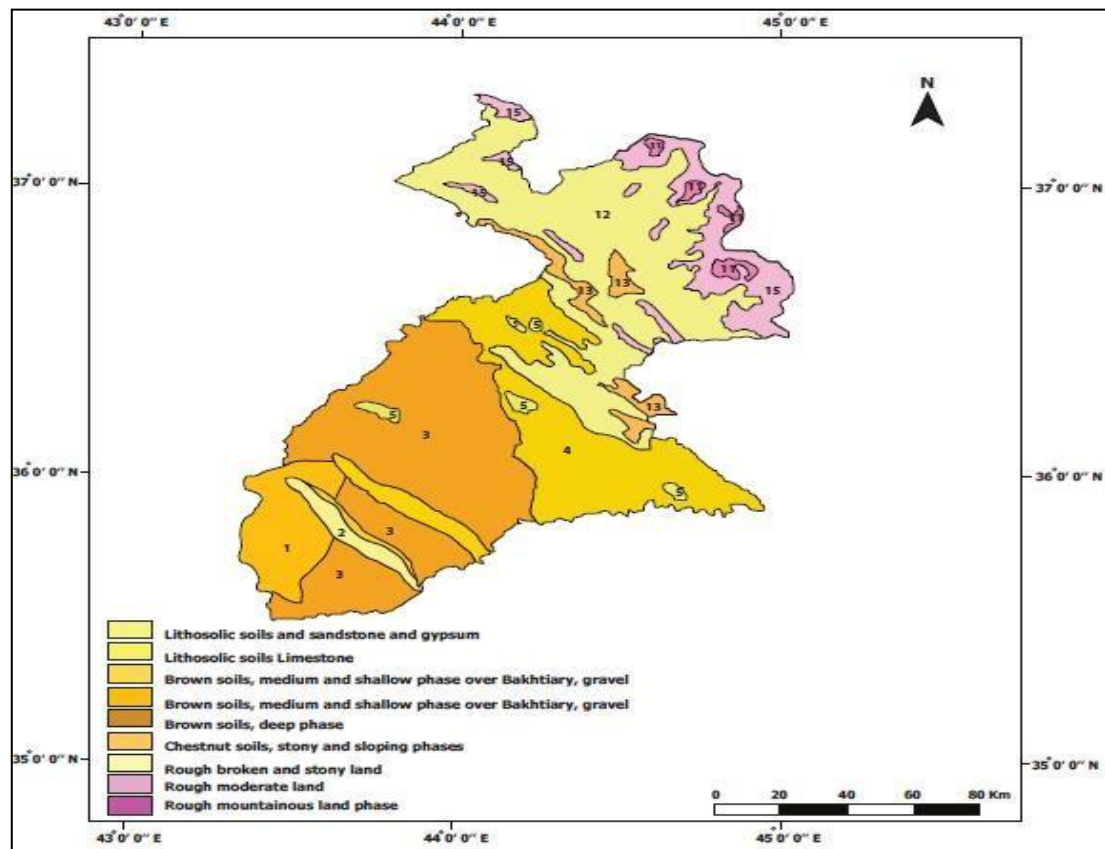 43°0'0" E 44°0'0" E 45°0'0" E
N
15
11
15
37°0'0" N 37°0'0" N
15 11
12 11
11
13 13 15
5 5
5 5 13
3
4
36°0'0" N 36°0'0" N
5
2 3
1
3
Lithosolic soils and sandstone and gypsum
Lithosolic soils Limestone
Brown soils, medium and shallow phase over Bakhtiary, gravel
Brown soils, medium and shallow phase over Bakhtiary, gravel
Brown soils, deep phase
Chestnut soils, stony and sloping phases
35°0'0" N 35°0'0" N
Rough broken and stony land
Rough moderate land
Rough mountainous land phase
0 20 40 60 80 Km
43°0'0" E 44°0'0" E 45°0'0" E